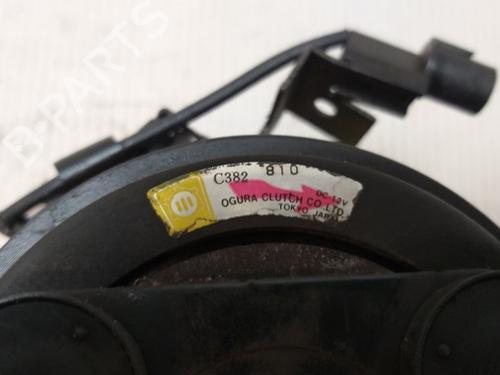 B-PARTS
C382 810
DC 12V
OGURA CLUTCH CO. LTD.
TOKYO JAPAN